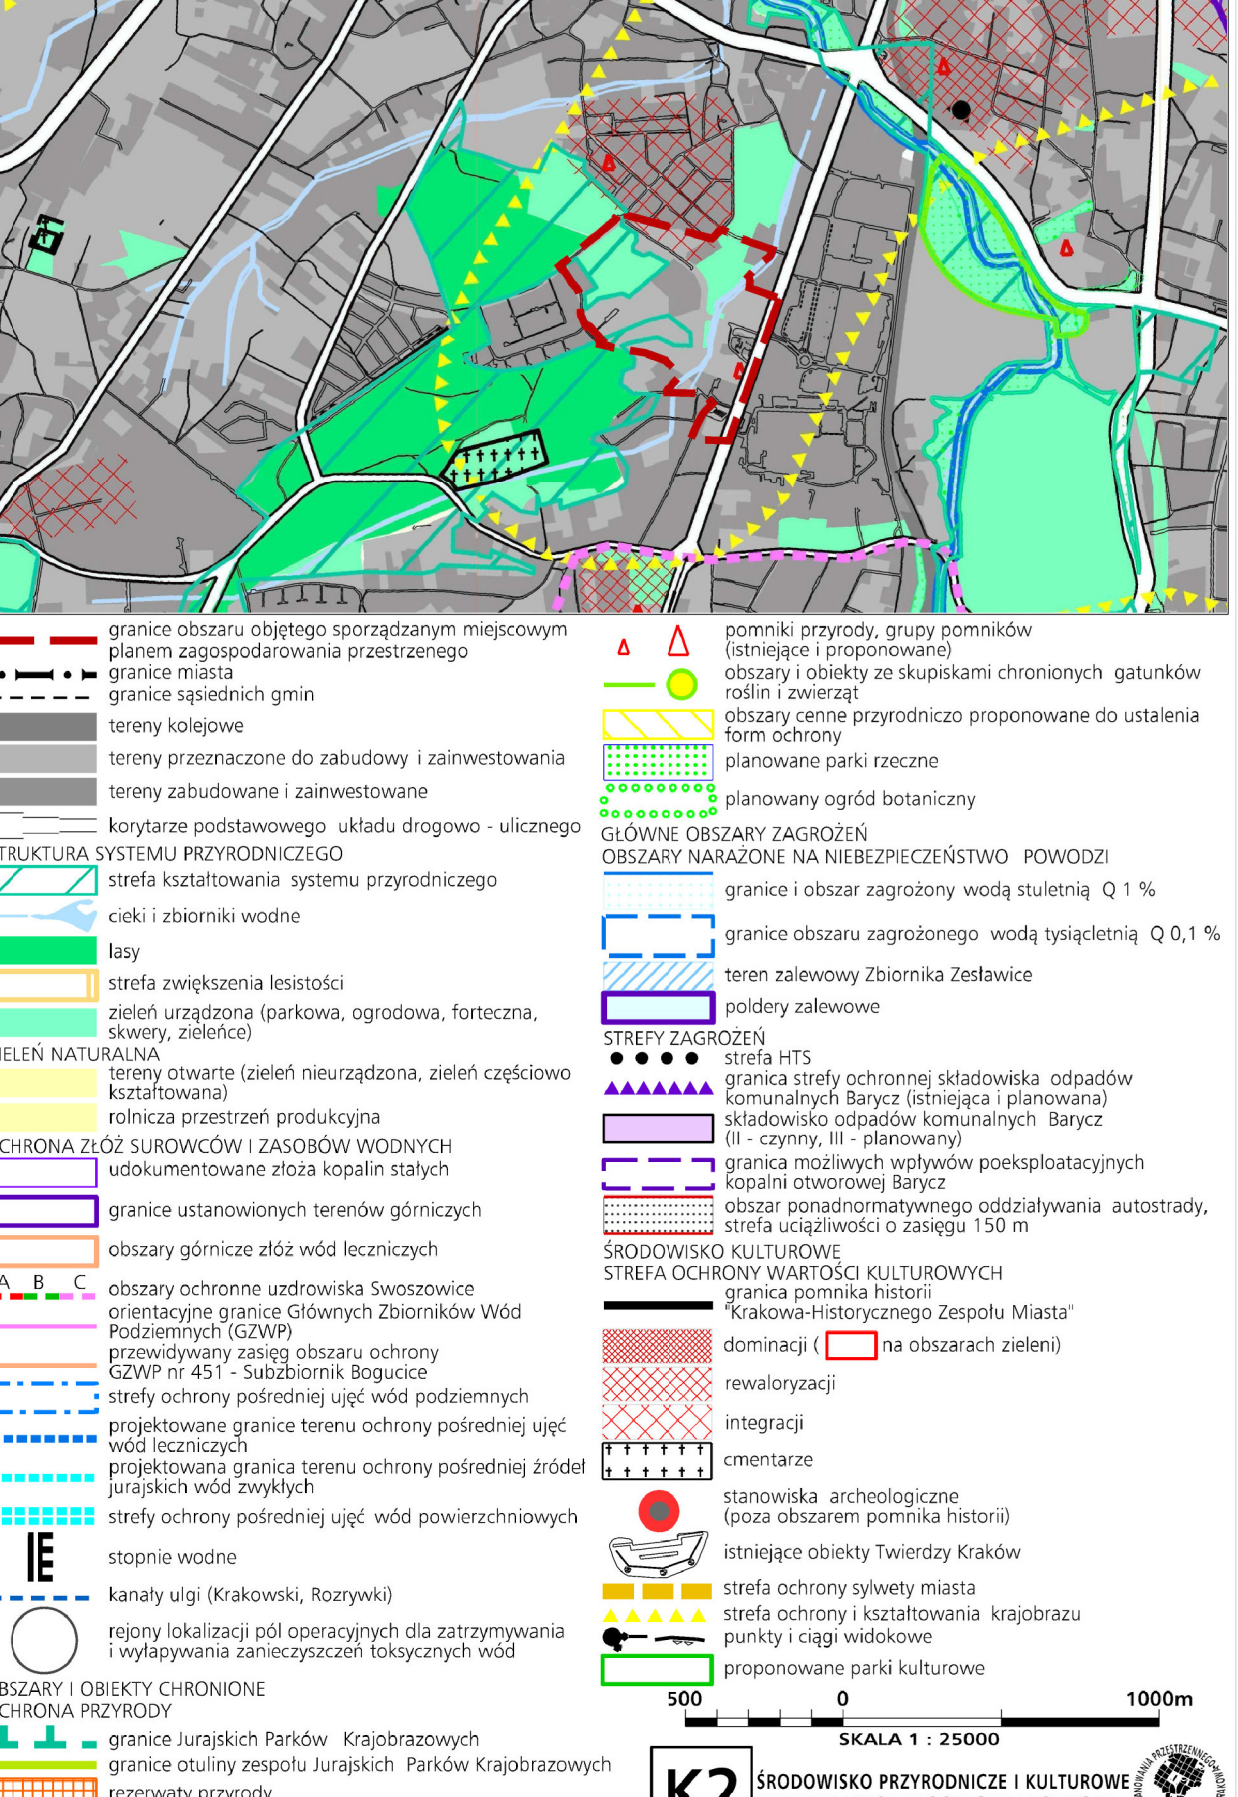 granice obszaru objętego sporządzanym miejscowym
planem zagospodarowania przestrzenego
granice miasta
granice sąsiednich gmin
tereny kolejowe
tereny przeznaczone do zabudowy i zainwestowania
tereny zabudowane i zainwestowane
korytarze podstawowego układu drogowo - ulicznego
TRUKTURA SYSTEMU PRZYRODNICZEGO
strefa kształtowania systemu przyrodniczego
cieki i zbiorniki wodne
lasy
strefa zwiększenia lesistości
zieleń urządzona (parkowa, ogrodowa, forteczna,
skwery, zieleńce)
IELEŃ NATURALNA
tereny otwarte (zieleń nieurządzona, zieleń częściowo
kształtowana)
rolnicza przestrzeń produkcyjna
CHRONA ZŁÓŻ SUROWCÓW I ZASOBÓW WODNYCH
udokumentowane złoża kopalin stałych
granice ustanowionych terenów górniczych
obszary górnicze złóż wód leczniczych
A B C
obszary ochronne uzdrowiska Swoszowice
orientacyjne granice Głównych Zbiorników Wód
Podziemnych (GZWP)
przewidywany zasięg obszaru ochrony
GZWP nr 451 - Subzbiornik Bogucice
strefy ochrony pośredniej ujęć wód podziemnych
projektowane granice terenu ochrony pośredniej ujęć
wód leczniczych
projektowana granica terenu ochrony pośredniej źródeł
jurajskich wód zwykłych
strefy ochrony pośredniej ujęć wód powierzchniowych
stopnie wodne
kanały ulgi (Krakowski, Rozrywki)
rejony lokalizacji pól operacyjnych dla zatrzymywania
i wyłapywania zanieczyszczeń toksycznych wód
BSZARY I OBIEKTY CHRONIONE
CHRONA PRZYRODY
granice Jurajskich Parków Krajobrazowych
granice otuliny zespołu Jurajskich Parków Krajobrazowych
rezerwaty przyrody
pomniki przyrody, grupy pomników
(istniejące i proponowane)
obszary i obiekty ze skupiskami chronionych gatunków
roślin i zwierząt
obszary cenne przyrodniczo proponowane do ustalenia
form ochrony
planowane parki rzeczne
planowany ogród botaniczny
GŁÓWNE OBSZARY ZAGROŻEŃ
OBSZARY NARAŻONE NA NIEBEZPIECZEŃSTWO POWODZI
granice i obszar zagrożony wodą stuletnią Q 1 %
granice obszaru zagrożonego wodą tysiącletnią Q 0,1 %
teren zalewowy Zbiornika Zesławice
poldery zalewowe
STREFY ZAGROŻEŃ
strefa HTS
granica strefy ochronnej składowiska odpadów
komunalnych Barycz (istniejąca i planowana)
składowisko odpadów komunalnych Barycz
(II - czynny, III - planowany)
granica możliwych wpływów poeksploatacyjnych
kopalni otworowej Barycz
obszar ponadnormatywnego oddziaływania autostrady,
strefa uciążliwości o zasięgu 150 m
ŚRODOWISKO KULTUROWE
STREFA OCHRONY WARTOŚCI KULTUROWYCH
granica pomnika historii
"Krakowa-Historycznego Zespołu Miasta"
dominacji ( na obszarach zieleni)
rewaloryzacji
integracji
cmentarze
stanowiska archeologiczne
(poza obszarem pomnika historii)
istniejące obiekty Twierdzy Kraków
strefa ochrony sylwety miasta
strefa ochrony i kształtowania krajobrazu
punkty i ciągi widokowe
proponowane parki kulturowe
500 0 1000m
SKALA 1 : 25000
K2
ŚRODOWISKO PRZYRODNICZE I KULTUROWE